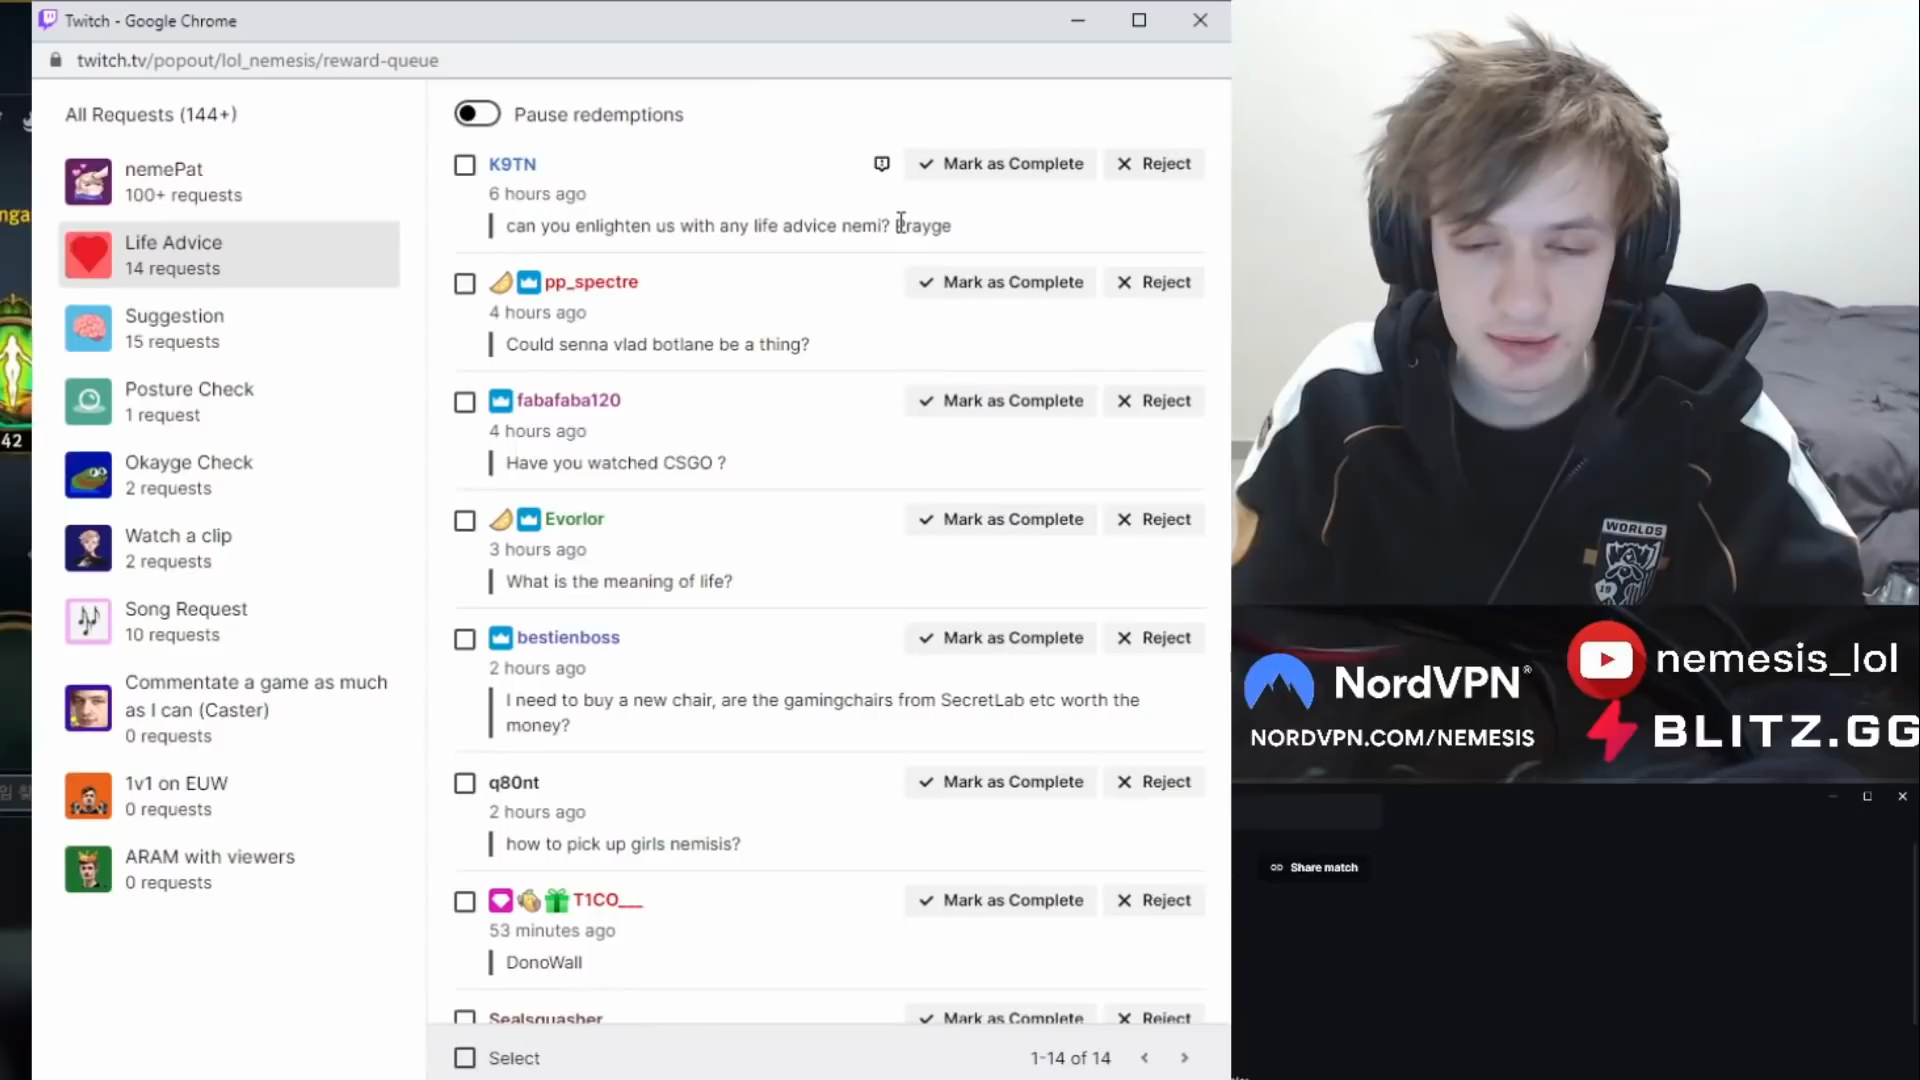 Twitch - Google Chrome
twitch.tv/popout/lol_nemesis/reward-queue
All Requests (144+)
nemePat
100+ requests
Life Advice
14 requests
Suggestion
15 requests
Posture Check
1 request
Okayge Check
2 requests
Watch a clip
2 requests
Song Request
10 requests
Commentate a game as much
as I can (Caster)
0 requests
1v1 on EUW
0 requests
ARAM with viewers
0 requests
Pause redemptions
K9TN
Mark as Complete
Reject
6 hours ago
can you enlighten us with any life advice nemi?
pp_spectre
Mark as Complete
Reject
4 hours ago
Could senna vlad botlane be a thing?
fabafaba120
Mark as Complete
Reject
4 hours ago
Have you watched CSGO ?
Evorlor
Mark as Complete
Reject
3 hours ago
What is the meaning of life?
bestienboss
Mark as Complete
Reject
2 hours ago
I need to buy a new chair, are the gamingchairs from SecretLab etc worth the
money?
q80nt
Mark as Complete
Reject
2 hours ago
how to pick up girls nemisis?
T1CO___
Mark as Complete
Reject
53 minutes ago
DonoWall
Sealsquasher
Mark as Complete
Reject
Select
1-14 of 14
42
WORLDS
NordVPN®
NORDVPN.COM/NEMESIS
nemesis_lol
BLITZ.GG
Share match